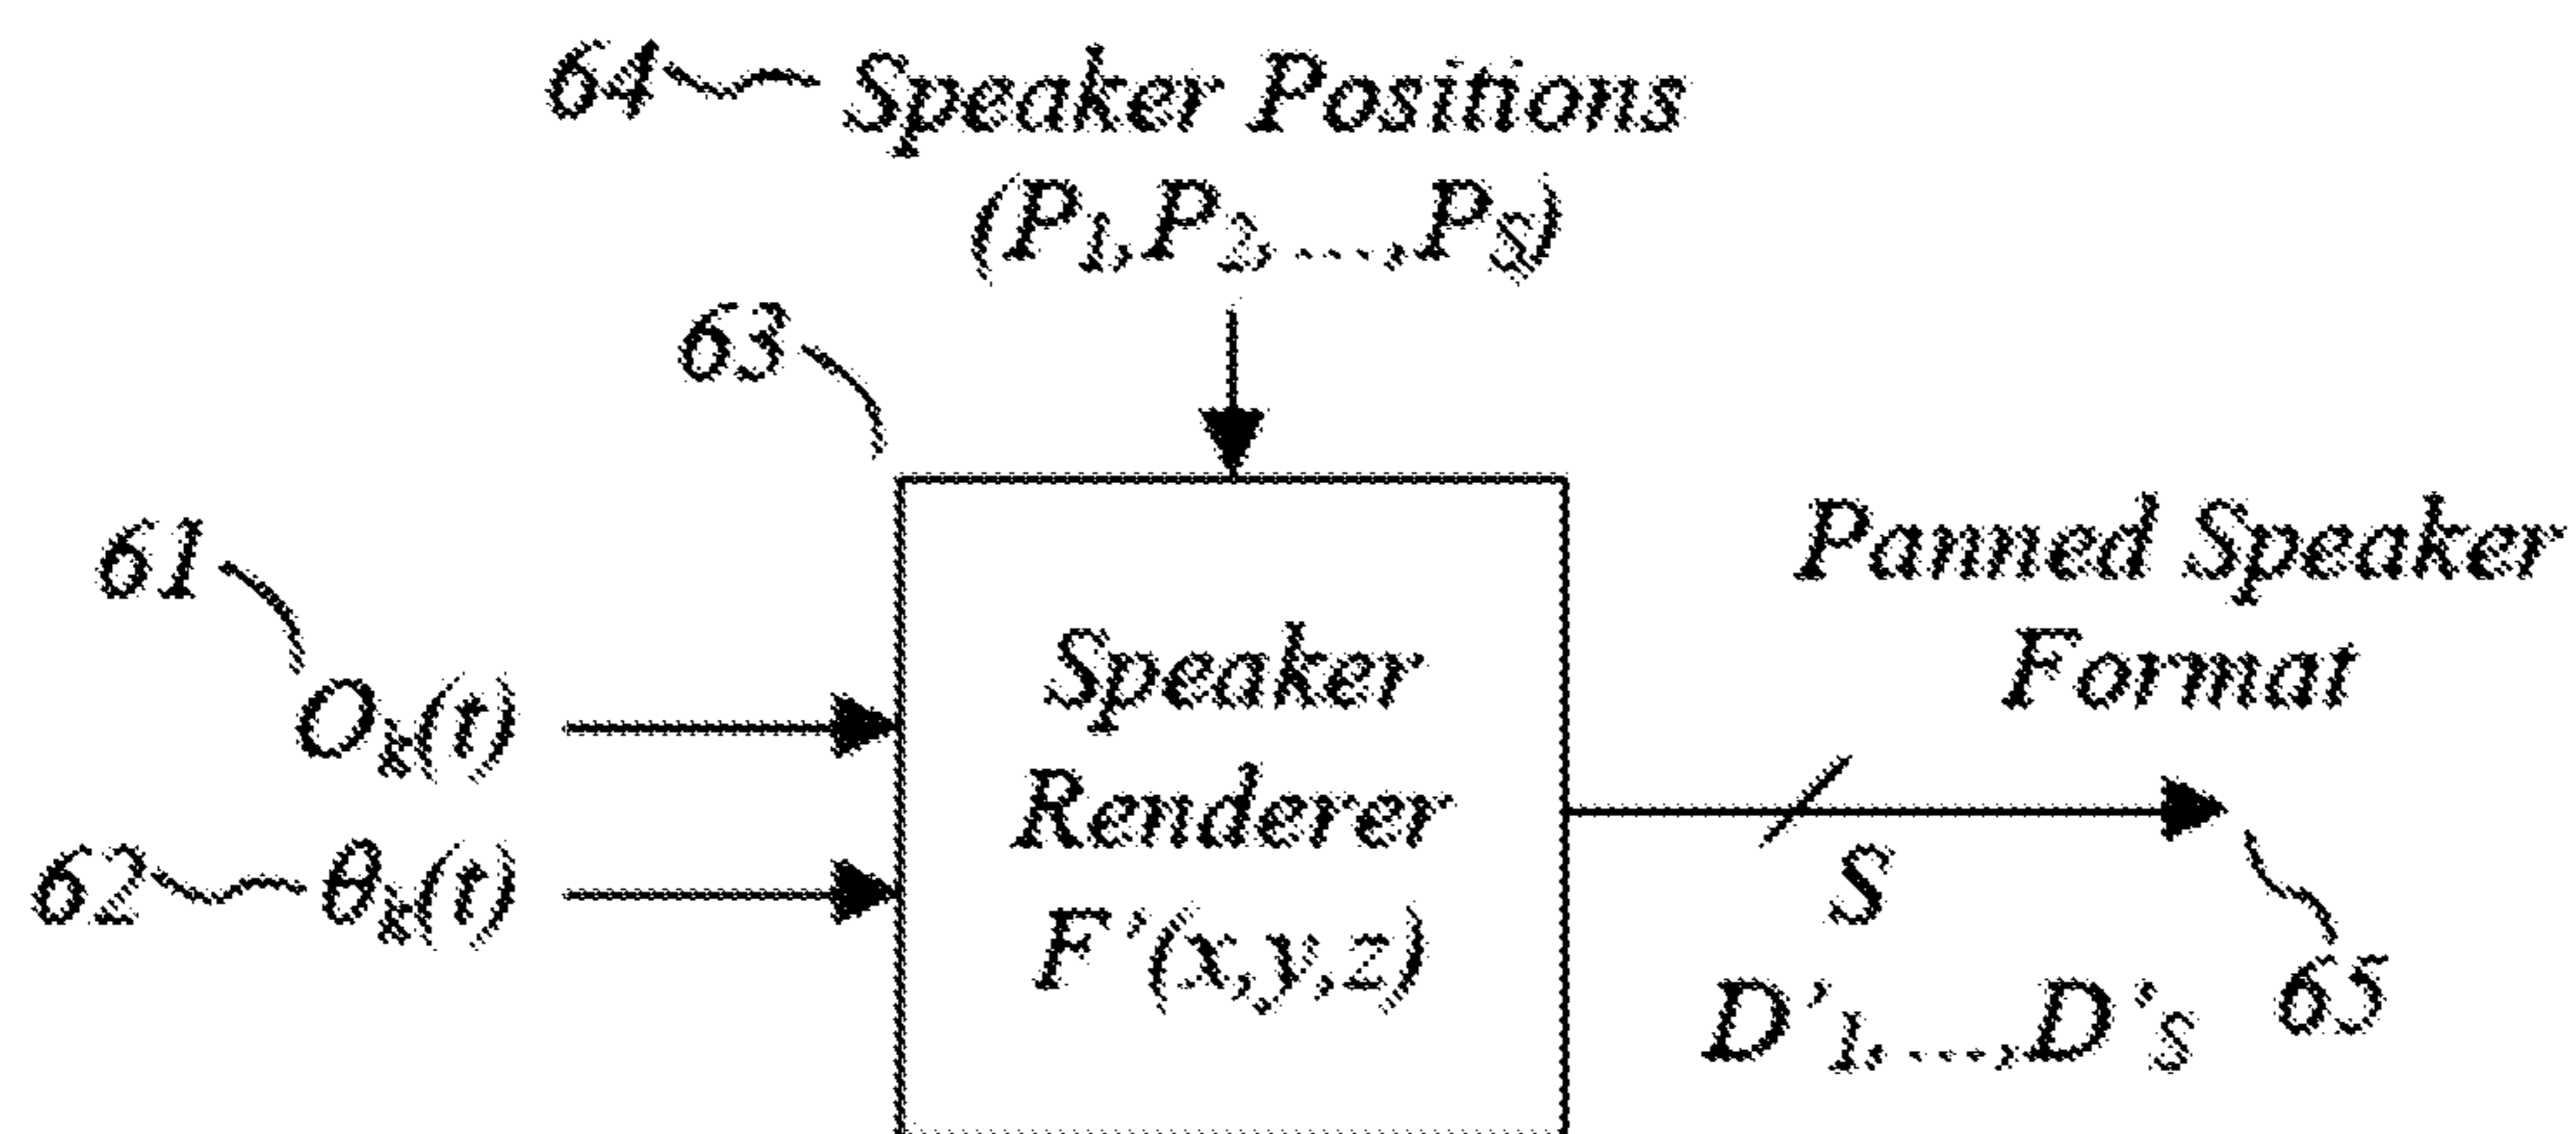 64 Speaker Positions
(P1,P2,...,PS)
63
61
Ok(t)
62 θk(t)
Speaker
Renderer
F'(x,y,z)
Panned Speaker
Format
S
D'1,...,D'S
65